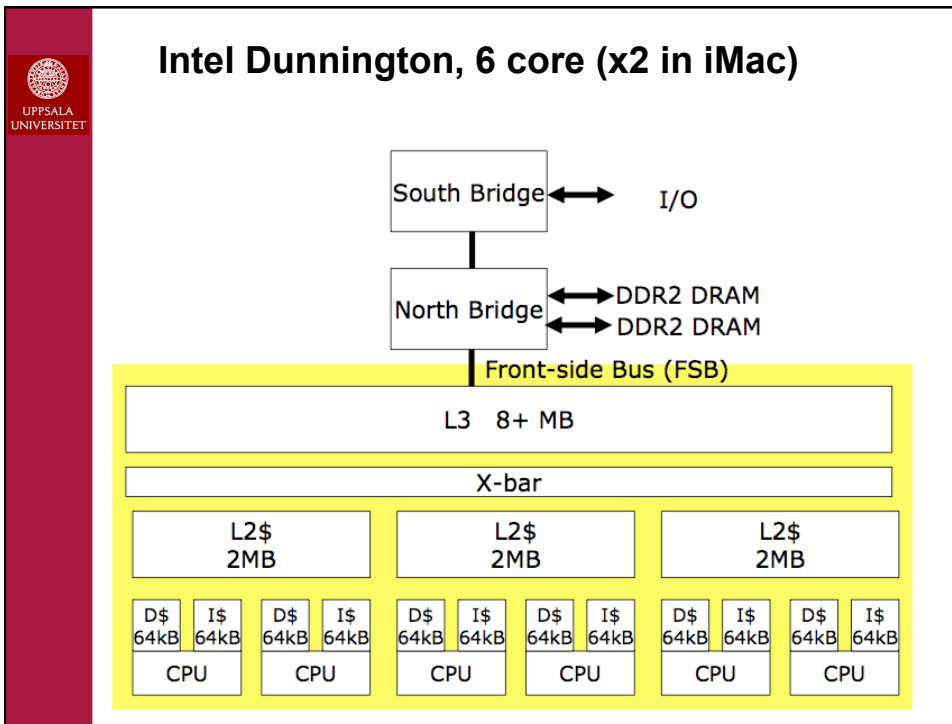 Intel Dunnington, 6 core (x2 in iMac)
UPPSALA
UNIVERSITET
South Bridge
I/O
North Bridge
DDR2 DRAM
DDR2 DRAM
Front-side Bus (FSB)
L3 8+ MB
X-bar
L2$ L2$ L2$
2MB 2MB 2MB
D$ I$ D$ I$ D$ I$ D$ I$ D$ I$ D$ I$
64kB 64kB 64kB 64kB 64kB 64kB 64kB 64kB 64kB 64kB 64kB 64kB
CPU CPU CPU CPU CPU CPU